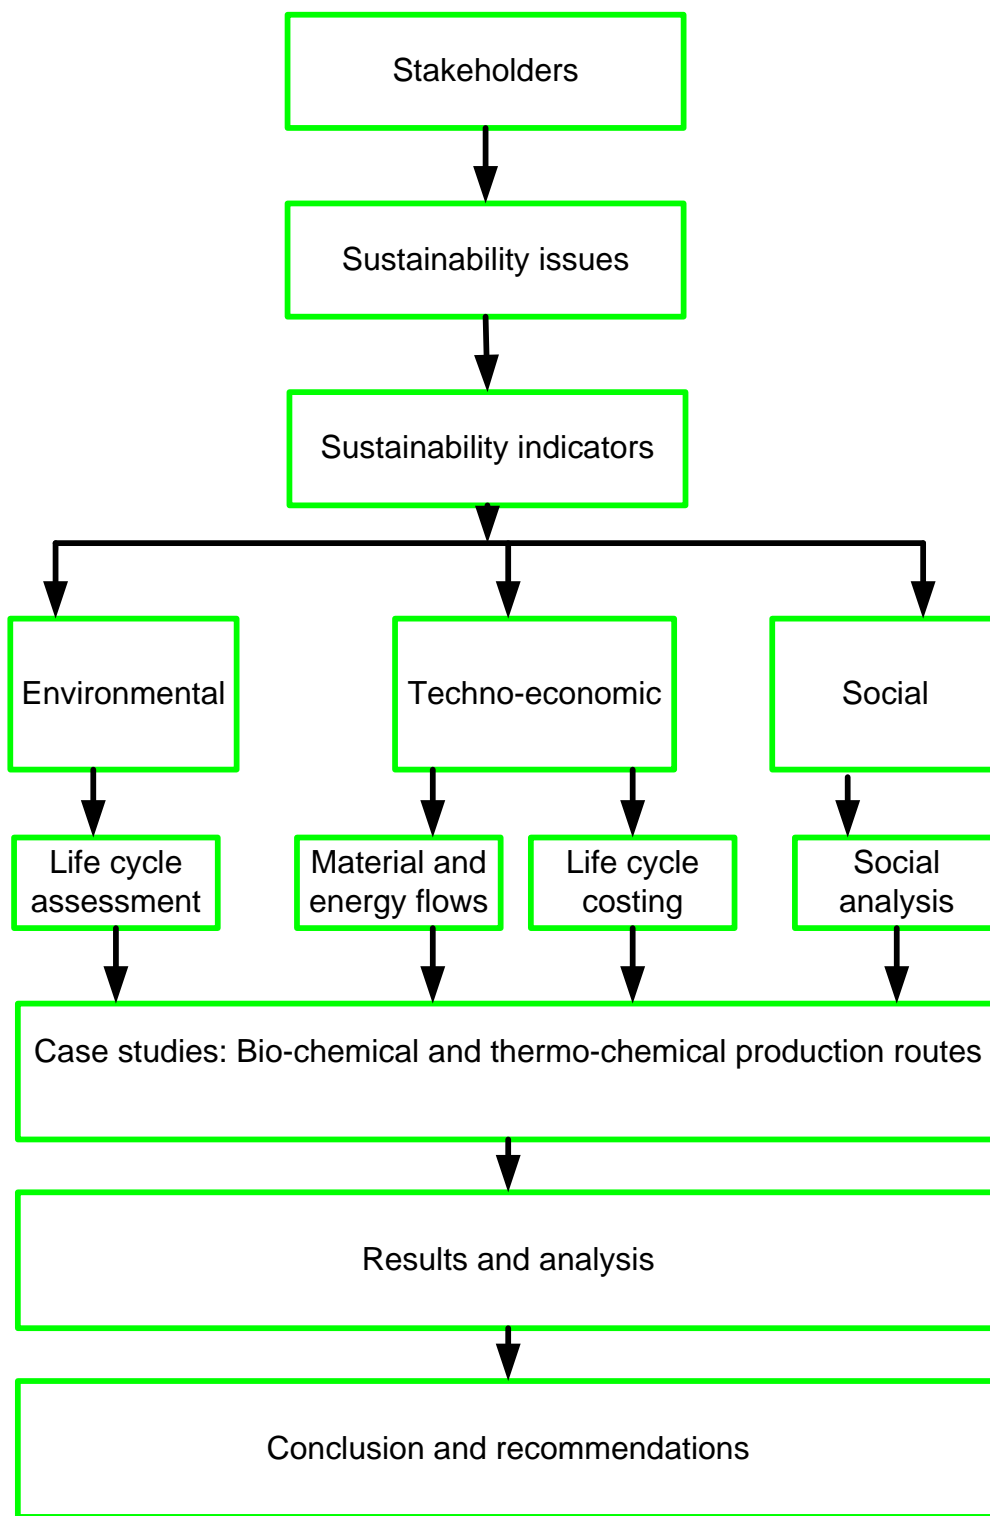 Stakeholders
Sustainability issues
Sustainability indicators
Environmental
Techno-economic
Social
Life cycle
assessment
Material and
energy flows
Life cycle
costing
Social
analysis
Case studies: Bio-chemical and thermo-chemical production routes
Results and analysis
Conclusion and recommendations